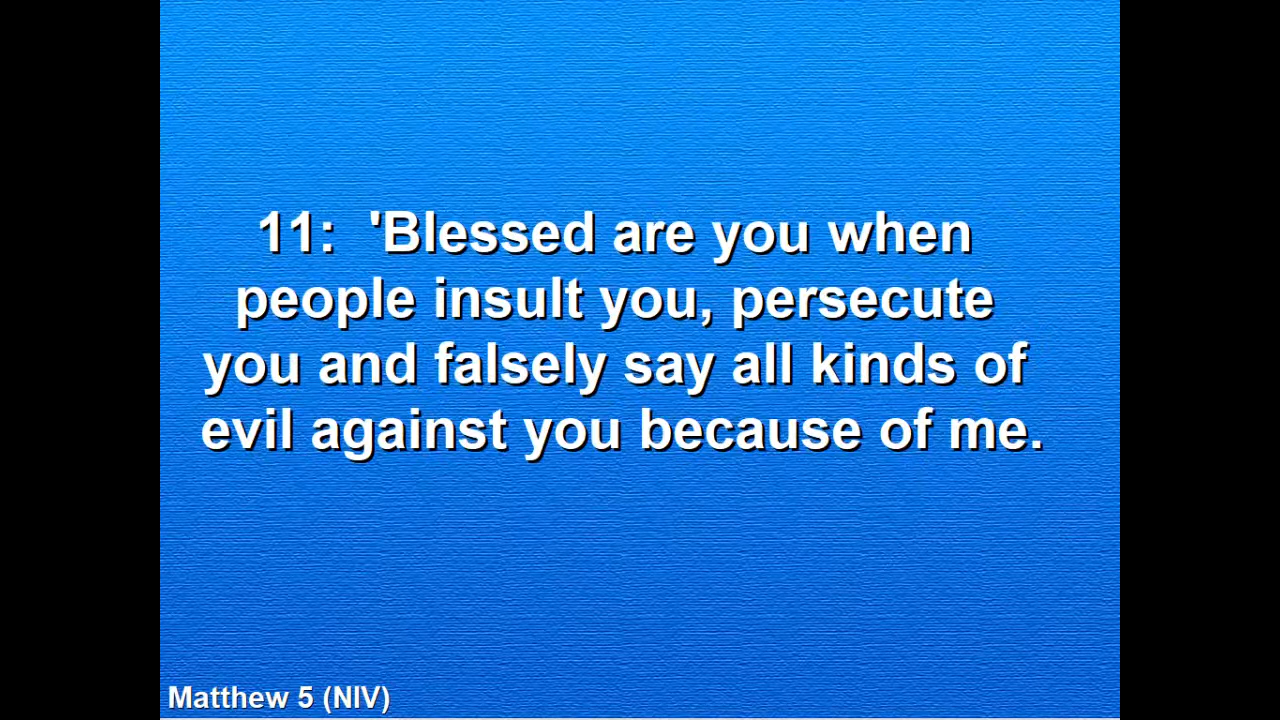 11:  'Blessed are you when
people insult you, persecute
you and falsely say all kinds of
evil against you because of me.
Matthew 5 (NIV)